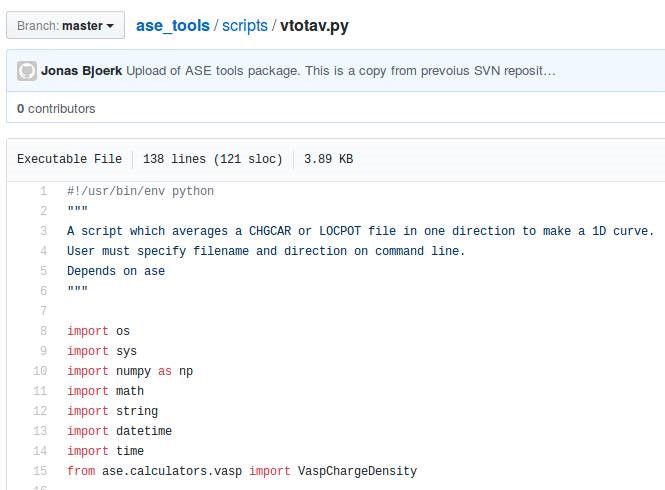 Branch: master ase_tools / scripts / vtotav.py
Jonas Bjoerk Upload of ASE tools package. This is a copy from prevoius SVN reposit…
0 contributors
Executable File 138 lines (121 sloc) 3.89 KB
1 #!/usr/bin/env python
2 """
3 A script which averages a CHGCAR or LOCPOT file in one direction to make a 1D curve.
4 User must specify filename and direction on command line.
5 Depends on ase
6 """
7
8 import os
9 import sys
10 import numpy as np
11 import math
12 import string
13 import datetime
14 import time
15 from ase.calculators.vasp import VaspChargeDensity